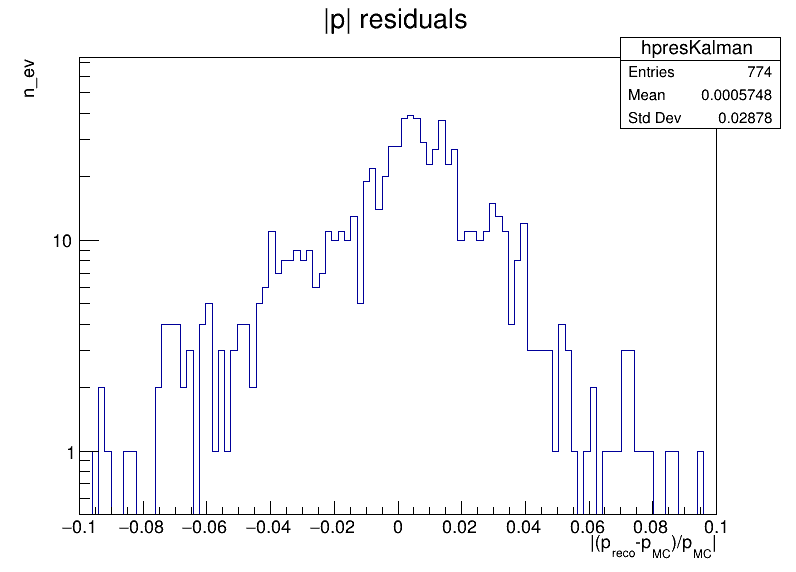 |p| residuals
hpresKalman
Entries 774
Mean 0.0005748
Std Dev 0.02878
n_ev
10
1
−0.1 −0.08 −0.06 −0.04 −0.02 0 0.02 0.04 0.06 0.08 0.1
|(p_reco-p_MC)/p_MC|